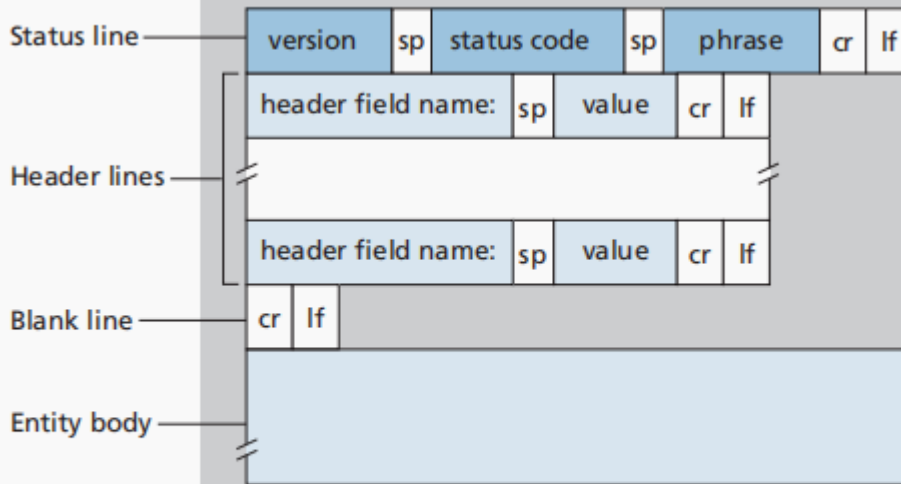 Status line version sp status code sp phrase cr lf
header field name: sp value cr lf
Header lines
header field name: sp value cr lf
Blank line cr lf
Entity body